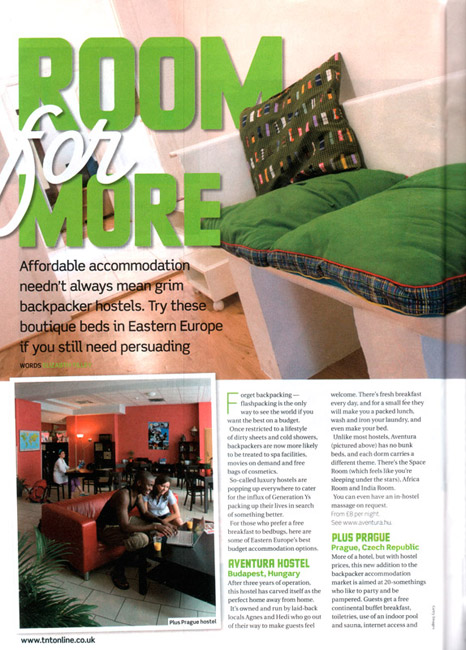 ROOM
for
MORE
Affordable accommodation
needn't always mean grim
backpacker hostels. Try these
boutique beds in Eastern Europe
if you still need persuading
WORDS
Forget backpacking —
flashpacking is the only
way to see the world if you
want the best on a budget.
Once restricted to a lifestyle
of dirty sheets and cold showers,
backpackers are now more likely
to be treated to spa facilities,
movies on demand and free
bags of cosmetics.
So-called luxury hostels are
popping up everywhere to cater
for the influx of Generation Ys
packing up their lives in search
of something better.
For those who prefer a free
breakfast to bedbugs, here are
some of Eastern Europe's best
budget accommodation options.
AVENTURA HOSTEL
Budapest, Hungary
After three years of operation,
this hostel has carved itself as the
perfect home away from home.
It's owned and run by laid-back
locals Agnes and Hedi who go out
of their way to make guests feel
welcome. There's fresh breakfast
every day, and for a small fee they
will make you a packed lunch,
wash and iron your laundry, and
even make your bed.
Unlike most hostels, Aventura
(pictured above) has no bunk
beds, and each dorm carries a
different theme. There's the Space
Room (which feels like you're
sleeping under the stars), Africa
Room and India Room.
You can even have an in-hostel
massage on request.
From £8 per night.
See www.aventura.hu.
PLUS PRAGUE
Prague, Czech Republic
More of a hotel, but with hostel
prices, this new addition to the
backpacker accommodation
market is aimed at 20-somethings
who like to party and be
pampered. Guests get a free
continental buffet breakfast,
toiletries, use of an indoor pool
and sauna, internet access and
Plus Prague hostel
www.tntonline.co.uk